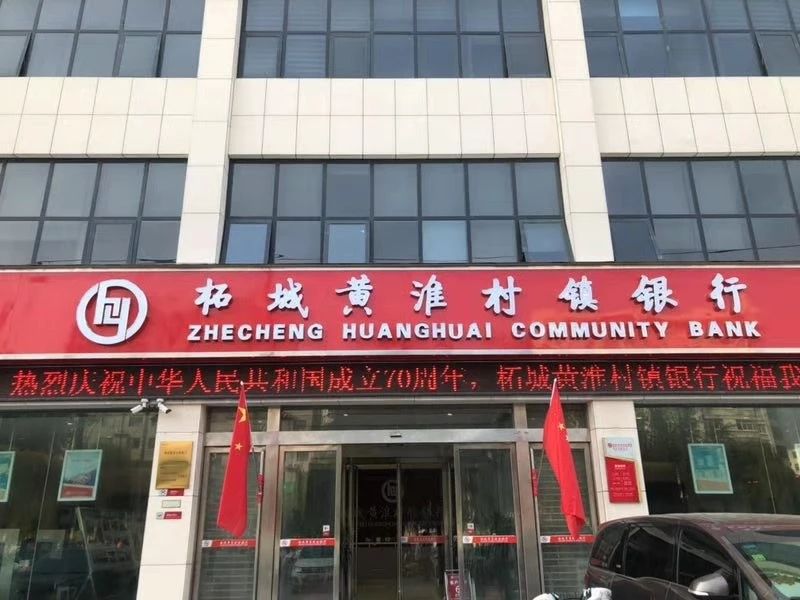 柘城黄淮村镇银行
ZHECHENG HUANGHUAI COMMUNITY BANK
热烈庆祝中华人民共和国成立70周年，柘城黄淮村镇银行祝福我